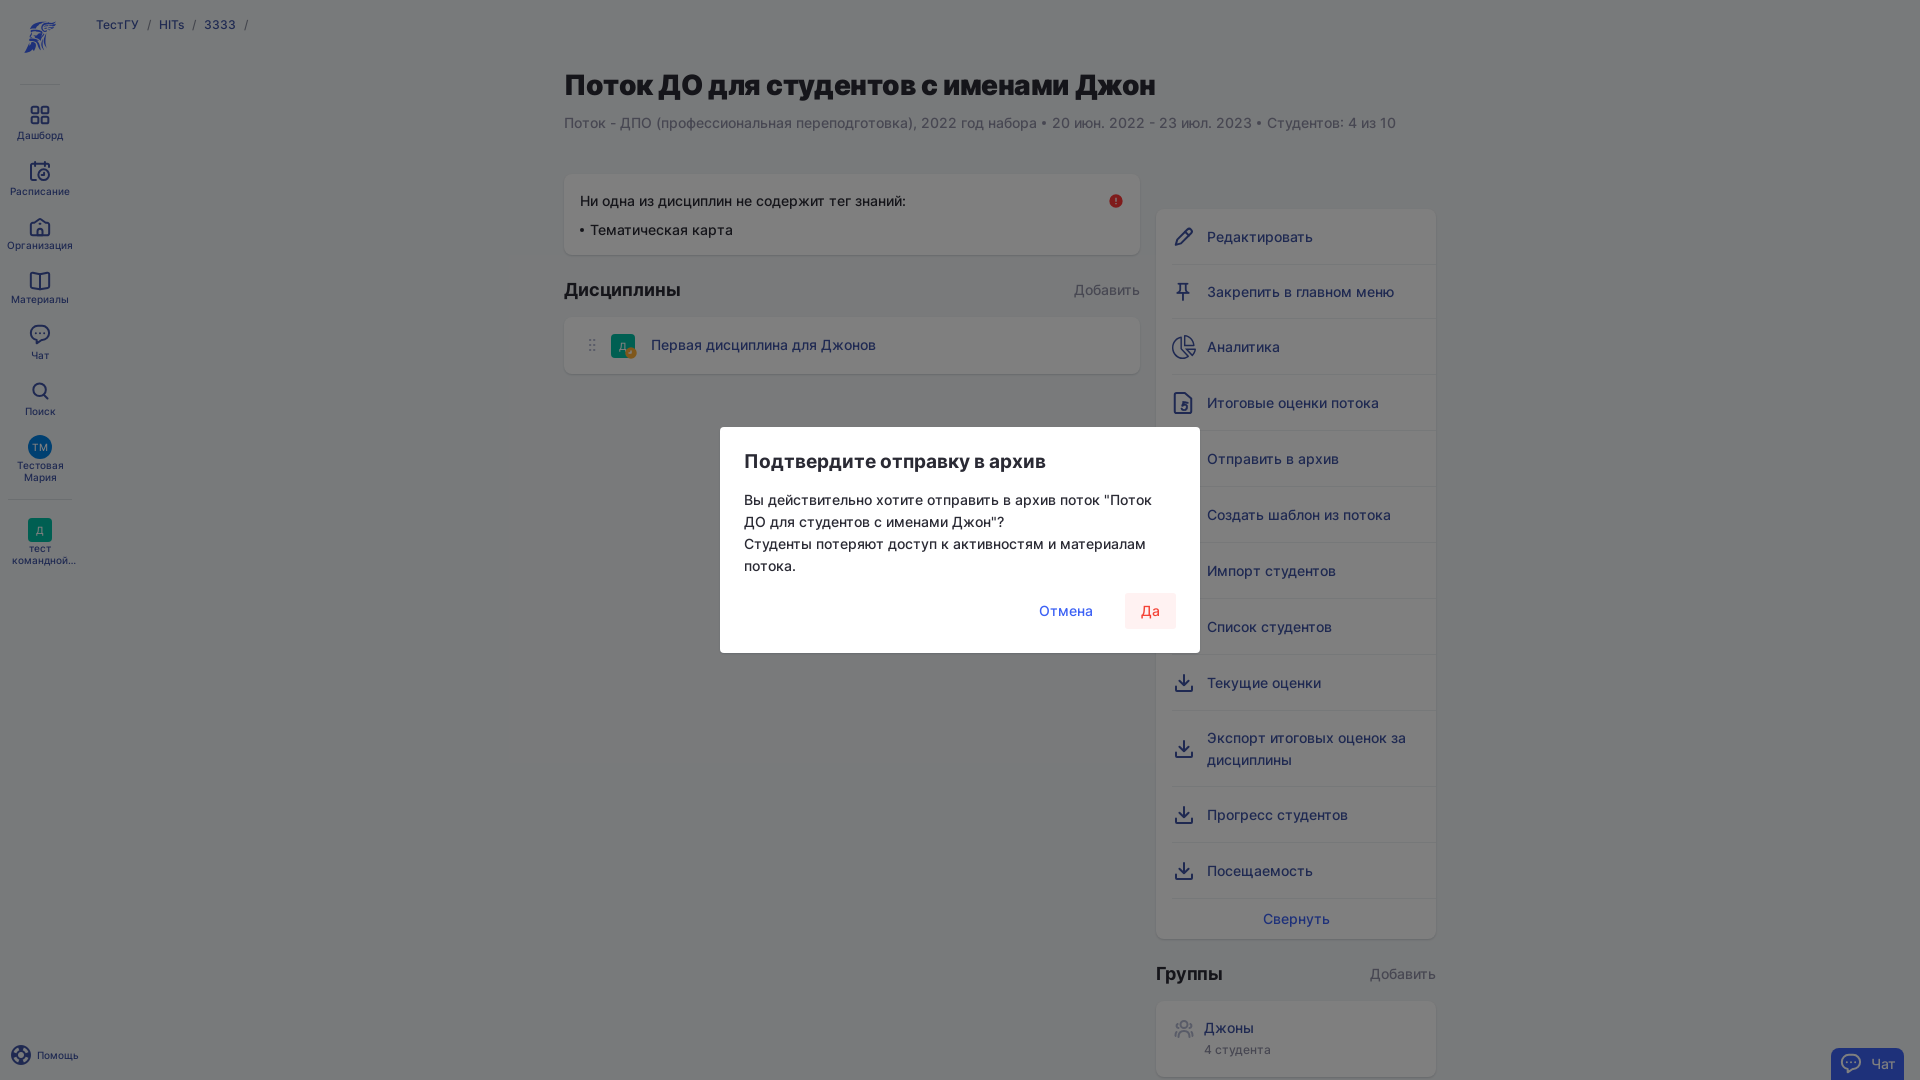 ТестГУ / HITs / 3333 /
Дашборд
Расписание
Организация
Материалы
Чат
Поиск
ТМ
Тестовая
Мария
Д
тест
командной...
Помощь
Поток ДО для студентов с именами Джон
Поток - ДПО (профессиональная переподготовка), 2022 год набора • 20 июн. 2022 - 23 июл. 2023 • Студентов: 4 из 10
Ни одна из дисциплин не содержит тег знаний:
• Тематическая карта
Дисциплины
Добавить
Д
Первая дисциплина для Джонов
Подтвердите отправку в архив
Вы действительно хотите отправить в архив поток "Поток
ДО для студентов с именами Джон"?
Студенты потеряют доступ к активностям и материалам
потока.
Отмена
Да
Редактировать
Закрепить в главном меню
Аналитика
Итоговые оценки потока
Отправить в архив
Создать шаблон из потока
Импорт студентов
Список студентов
Текущие оценки
Экспорт итоговых оценок за
дисциплины
Прогресс студентов
Посещаемость
Свернуть
Группы
Добавить
Джоны
4 студента
Чат